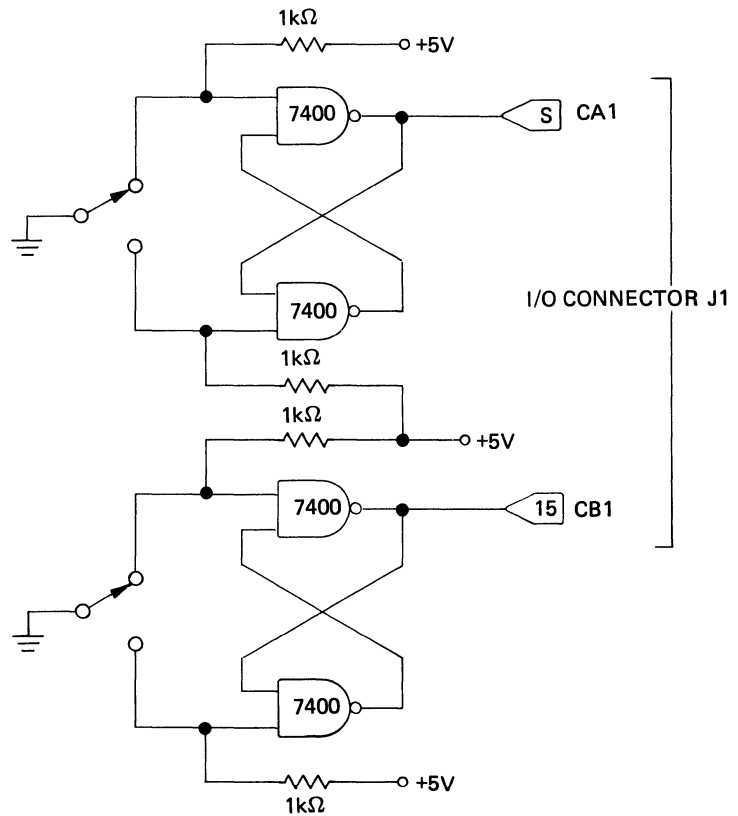 1kΩ
+5V
7400
S CA1
I/O CONNECTOR J1
7400
1kΩ
1kΩ
+5V
7400
15 CB1
7400
+5V
1kΩ